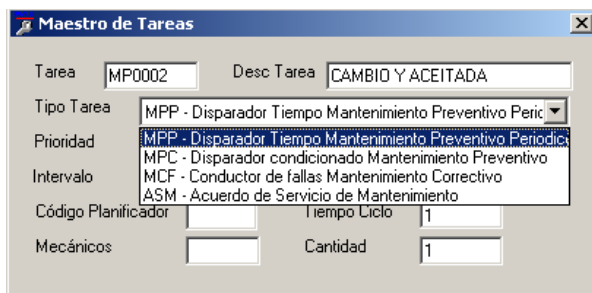 Maestro de Tareas
Tarea MP0002 Desc Tarea CAMBIO Y ACEITADA
Tipo Tarea MPP - Disparador Tiempo Mantenimiento Preventivo Peric
Prioridad MPP - Disparador Tiempo Mantenimiento Preventivo Periodica
MPC - Disparador condicionado Mantenimiento Preventivo
Intervalo MCF - Conductor de fallas Mantenimiento Correctivo
ASM - Acuerdo de Servicio de Mantenimiento
Código Planificador Tiempo Ciclo 1
Mecánicos Cantidad 1